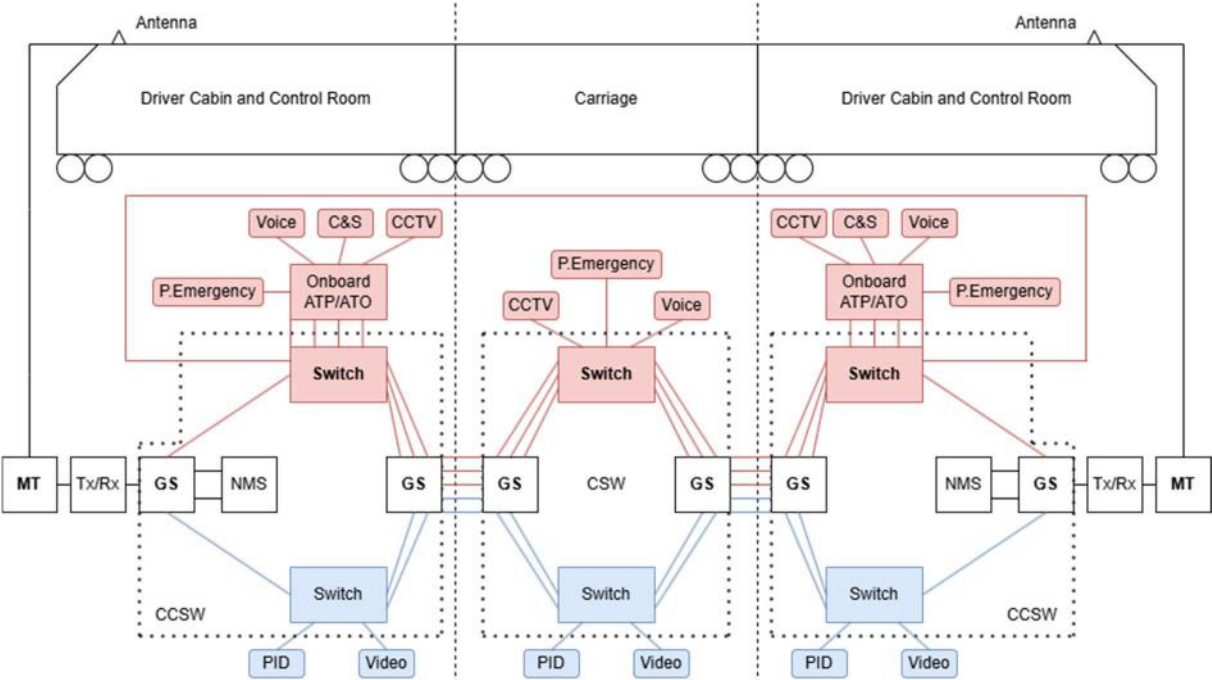 Antenna
Antenna
Driver Cabin and Control Room
Carriage
Driver Cabin and Control Room
Voice
C&S
CCTV
CCTV
C&S
Voice
P.Emergency
Onboard
ATP/ATO
P.Emergency
CCTV
Voice
Onboard
ATP/ATO
P.Emergency
Switch
Switch
Switch
MT
Tx/Rx
GS
NMS
GS
GS
CSW
GS
GS
NMS
GS
Tx/Rx
MT
Switch
Switch
Switch
CCSW
CCSW
PID
Video
PID
Video
PID
Video